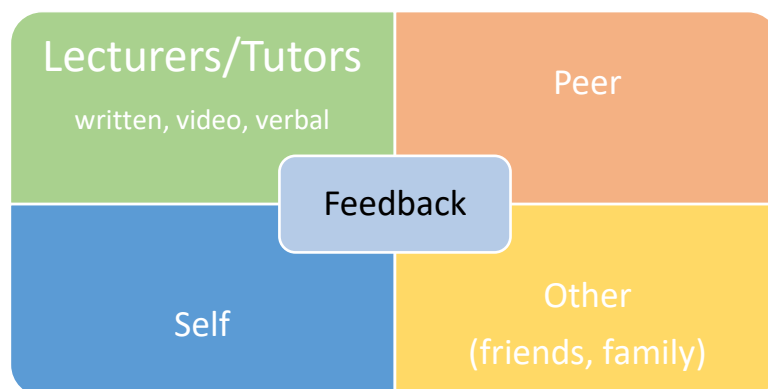 Lecturers/Tutors
written, video, verbal
Peer
Feedback
Self
Other
(friends, family)